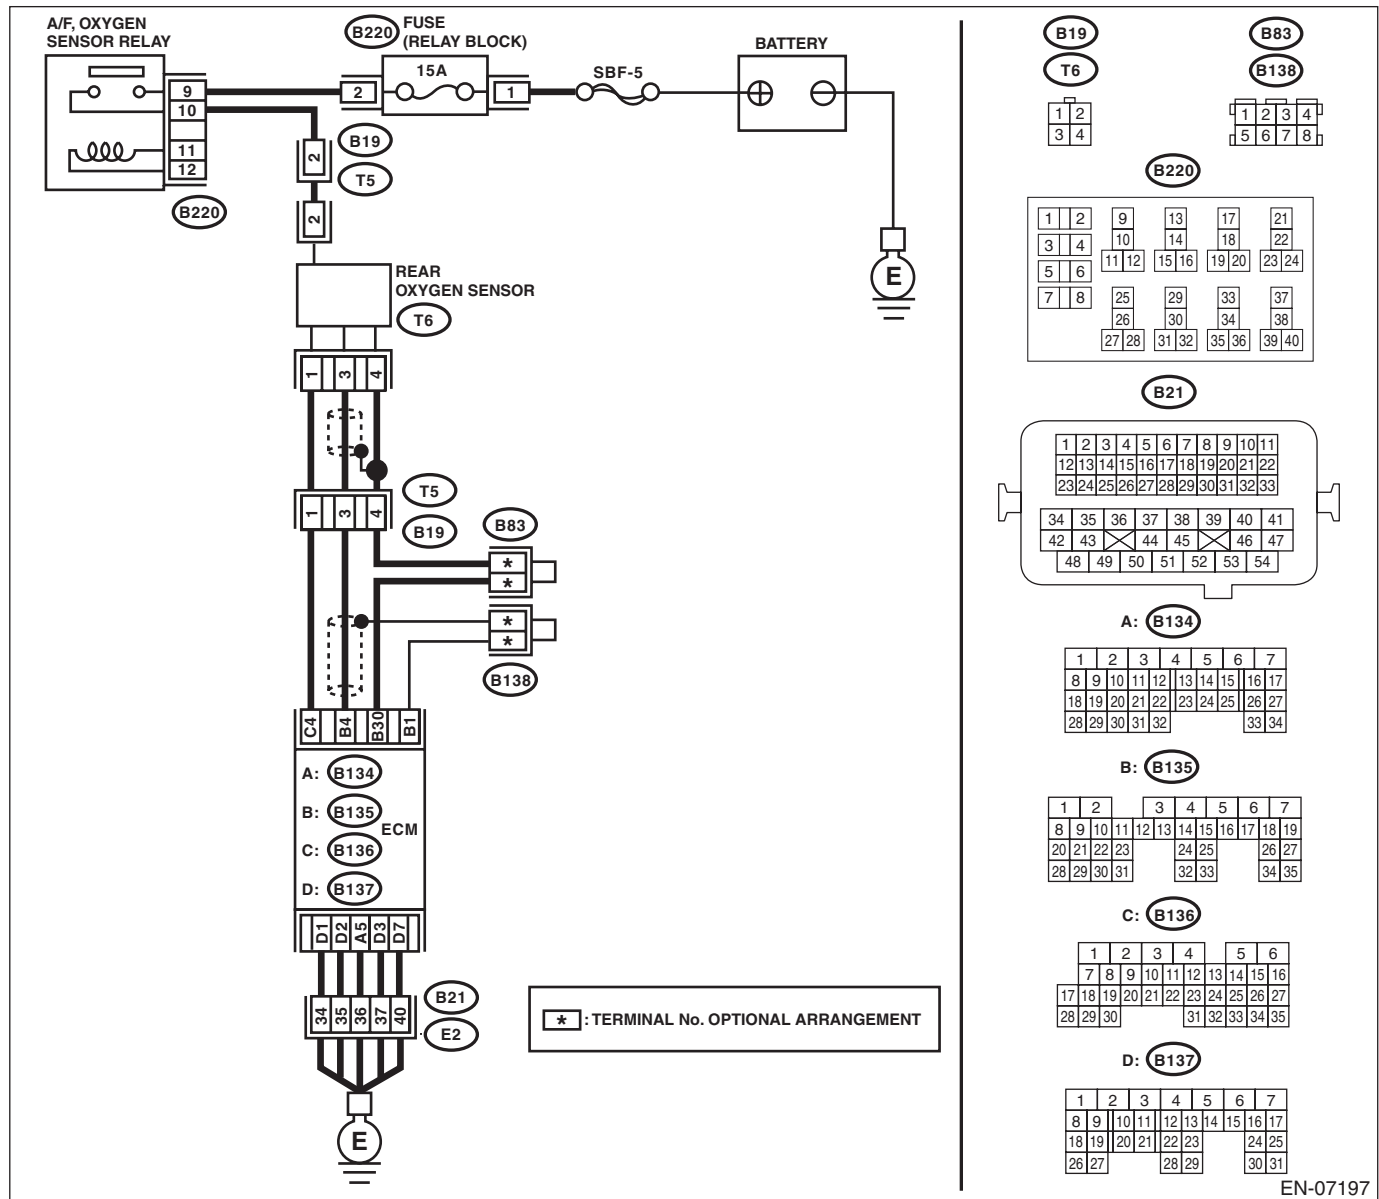 A/F, OXYGEN
SENSOR RELAY
B220
FUSE
(RELAY BLOCK)
BATTERY
15A
SBF-5
9
2
1
10
11
12
B220
2
B19
T5
2
REAR
OXYGEN SENSOR
T6
E
1 3 4
1 3 4
T5
B19
B83
*
*
*
*
B138
C4 B4 B30 B1
A: B134
B: B135
C: B136
D: B137
ECM
D1 D2 A5 D3 D7
34 35 36 37 40
B21
E2
E
* : TERMINAL No. OPTIONAL ARRANGEMENT
B19
T6
1 2
3 4
B83
B138
1 2 3 4
5 6 7 8
B220
1 2 9 13 17 21
3 4 10 14 18 22
11 12 15 16 19 20 23 24
5 6
7 8 25 29 33 37
26 30 34 38
27 28 31 32 35 36 39 40
B21
1 2 3 4 5 6 7 8 9 10 11
12 13 14 15 16 17 18 19 20 21 22
23 24 25 26 27 28 29 30 31 32 33
34 35 36 37 38 39 40 41
42 43 44 45 46 47
48 49 50 51 52 53 54
A: B134
1 2 3 4 5 6 7
8 9 10 11 12 13 14 15 16 17
18 19 20 21 22 23 24 25 26 27
28 29 30 31 32 33 34
B: B135
1 2 3 4 5 6 7
8 9 10 11 12 13 14 15 16 17 18 19
20 21 22 23 24 25 26 27
28 29 30 31 32 33 34 35
C: B136
1 2 3 4 5 6
7 8 9 10 11 12 13 14 15 16
17 18 19 20 21 22 23 24 25 26 27
28 29 30 31 32 33 34 35
D: B137
1 2 3 4 5 6 7
8 9 10 11 12 13 14 15 16 17
18 19 20 21 22 23 24 25
26 27 28 29 30 31
EN-07197